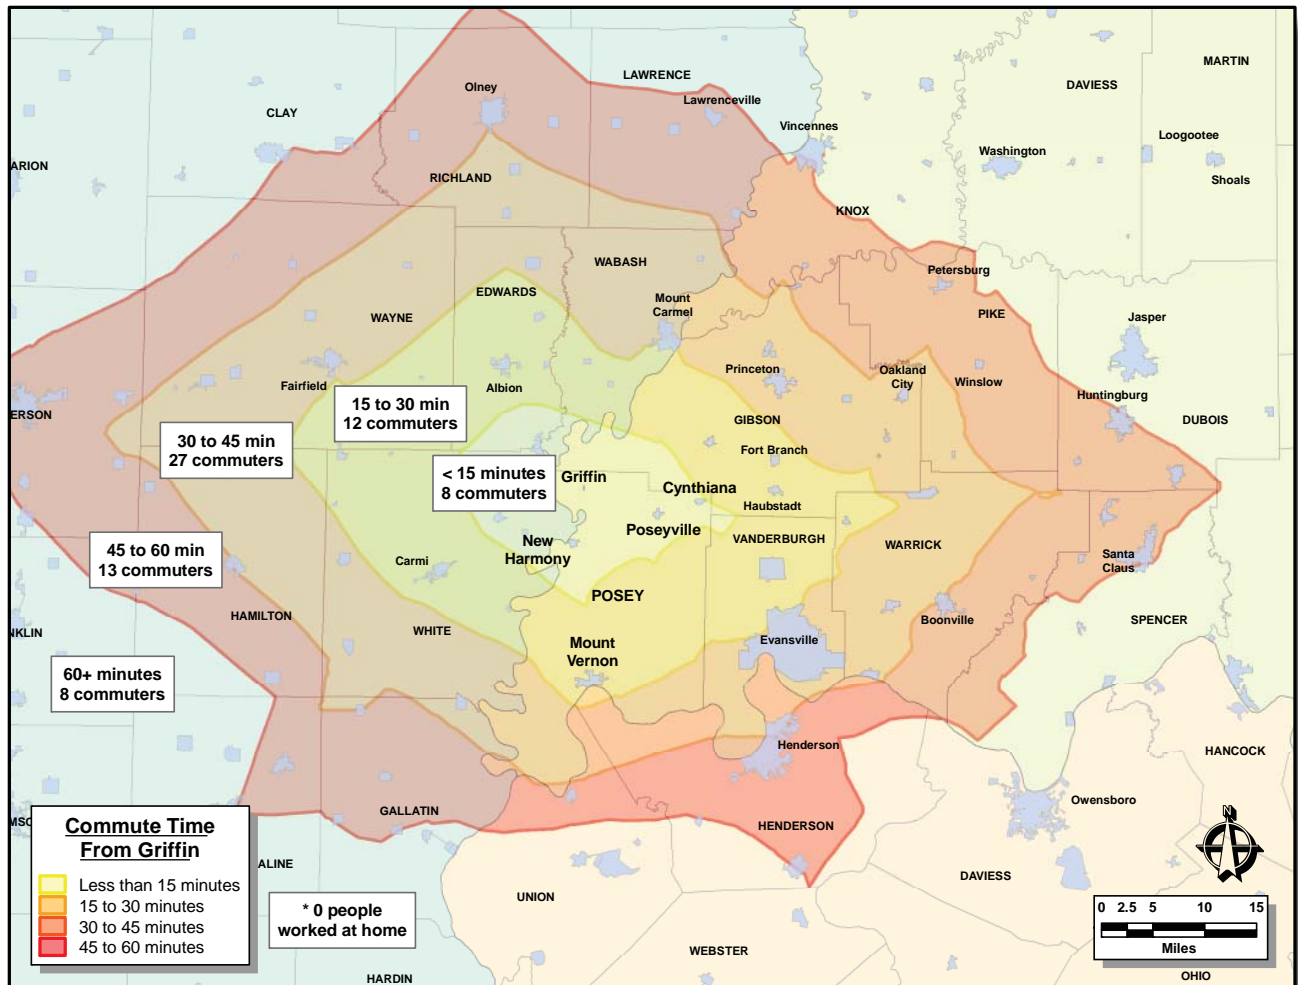 MARTIN
LAWRENCE
DAVIESS
Olney
Lawrenceville
CLAY
Vincennes
Loogootee
Washington
ARION
RICHLAND
Shoals
KNOX
WABASH
Petersburg
EDWARDS
Mount
Carmel
PIKE
WAYNE
Jasper
Princeton
Oakland
City
Winslow
Fairfield
Albion
Huntingburg
15 to 30 min
12 commuters
ERSON
GIBSON
DUBOIS
30 to 45 min
27 commuters
Fort Branch
< 15 minutes
8 commuters
Griffin
Cynthiana
Haubstadt
Poseyville
New
Harmony
VANDERBURGH
WARRICK
45 to 60 min
13 commuters
Carmi
Santa
Claus
POSEY
HAMILTON
Boonville
SPENCER
NKLIN
WHITE
Evansville
Mount
Vernon
60+ minutes
8 commuters
Henderson
HANCOCK
Owensboro
GALLATIN
HENDERSON
MSO
Commute Time
From Griffin
Less than 15 minutes
15 to 30 minutes
30 to 45 minutes
45 to 60 minutes
ALINE
N
DAVIESS
UNION
* 0 people
worked at home
0 2.5 5 10 15
Miles
WEBSTER
HARDIN
OHIO